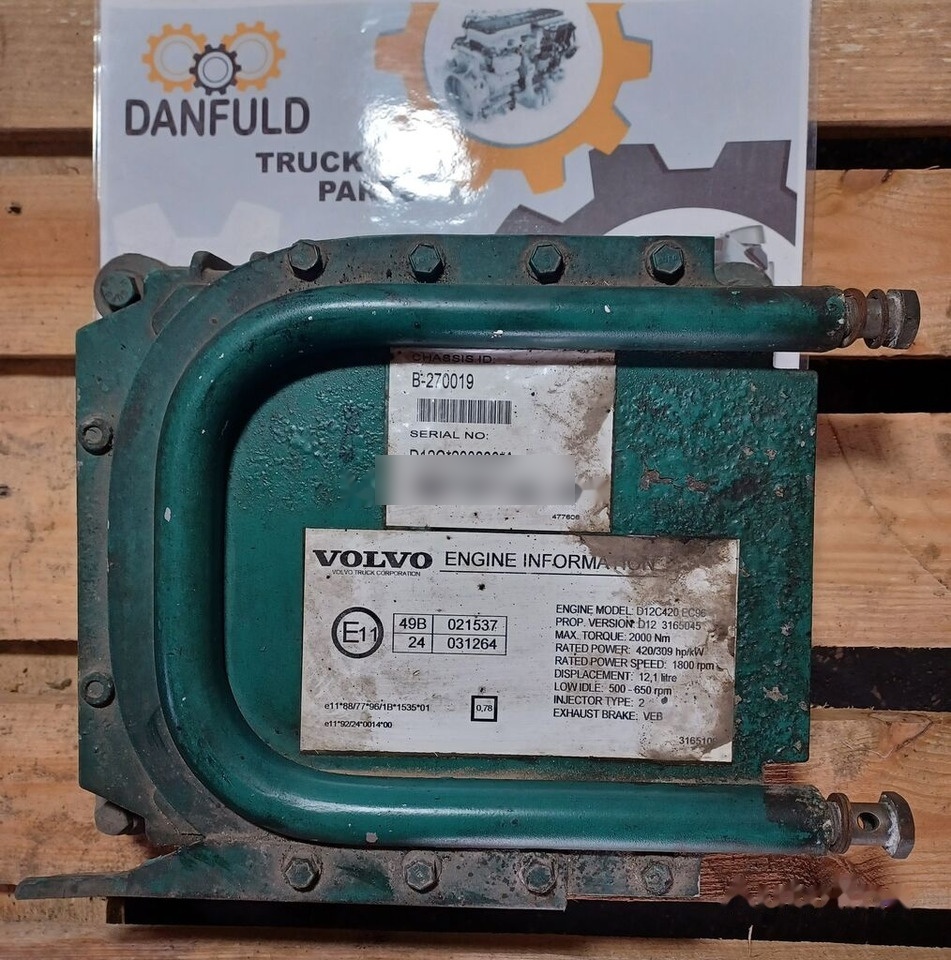 DANFULD
TRUCK
PARTS
CHASSIS ID:
B-270019
SERIAL NO:
477606
VOLVO
VOLVO TRUCK CORPORATION
ENGINE INFORMATION
E11
49B 021537
24 031264
e11*88/77*96/1B*1535*01
e11*92/24*0014*00
0,78
ENGINE MODEL: D12C420 EC96
PROP. VERSION: D12 3165045
MAX. TORQUE: 2000 Nm
RATED POWER: 420/309 hp/kW
RATED POWER SPEED: 1800 rpm
DISPLACEMENT: 12,1 litre
LOW IDLE: 500 - 650 rpm
INJECTOR TYPE: 2
EXHAUST BRAKE: VEB